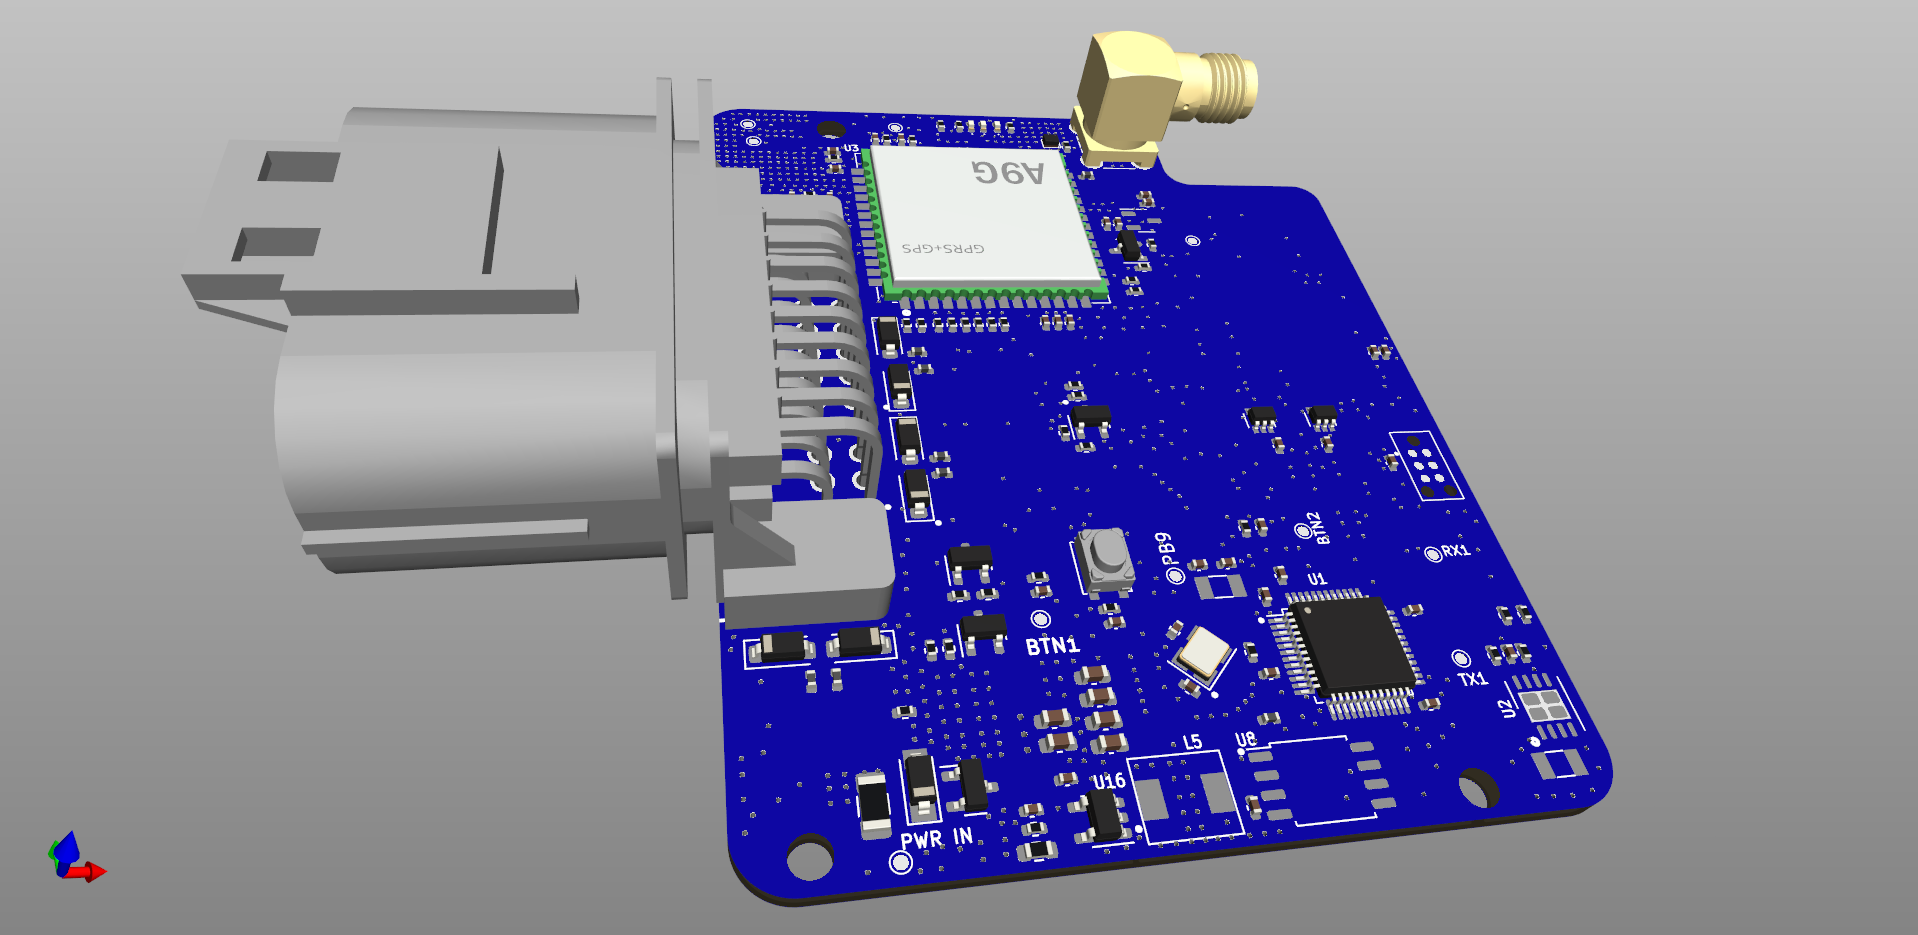 U3
A9G
GPRS+GPS
PB9
BTN2
RX1
U1
BTN1
TX1
U2
L5
U8
U16
PWR IN